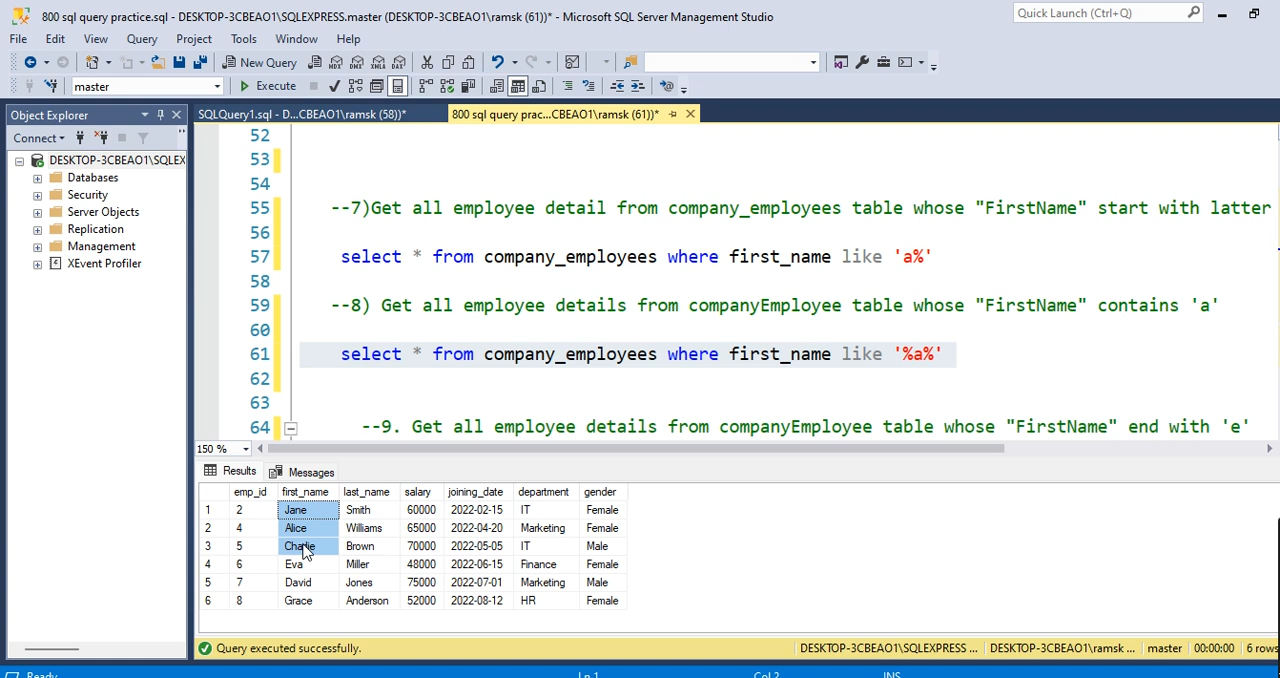 800 sql query practice.sql - DESKTOP-3CBEAO1\SQLEXPRESS.master (DESKTOP-3CBEAO1\ramsk (61))* - Microsoft SQL Server Management Studio
Quick Launch (Ctrl+Q)
File Edit View Query Project Tools Window Help
New Query
master
Execute
Object Explorer
SQLQuery1.sql - D...CBEAO1\ramsk (58))*
800 sql query prac...CBEAO1\ramsk (61))*
Connect
DESKTOP-3CBEAO1\SQLEX
Databases
Security
Server Objects
Replication
Management
XEvent Profiler
52
53
54
55 --7)Get all employee detail from company_employees table whose "FirstName" start with latter
56
57 select * from company_employees where first_name like 'a%'
58
59 --8) Get all employee details from companyEmployee table whose "FirstName" contains 'a'
60
61 select * from company_employees where first_name like '%a%'
62
63
64 --9. Get all employee details from companyEmployee table whose "FirstName" end with 'e'
150 %
Results Messages
emp_id first_name last_name salary joining_date department gender
1 2 Jane Smith 60000 2022-02-15 IT Female
2 4 Alice Williams 65000 2022-04-20 Marketing Female
3 5 Charlie Brown 70000 2022-05-05 IT Male
4 6 Eva Miller 48000 2022-06-15 Finance Female
5 7 David Jones 75000 2022-07-01 Marketing Male
6 8 Grace Anderson 52000 2022-08-12 HR Female
Query executed successfully.
DESKTOP-3CBEAO1\SQLEXPRESS ... DESKTOP-3CBEAO1\ramsk ... master 00:00:00 6 rows
Ready Ln 1 Col 2 INS